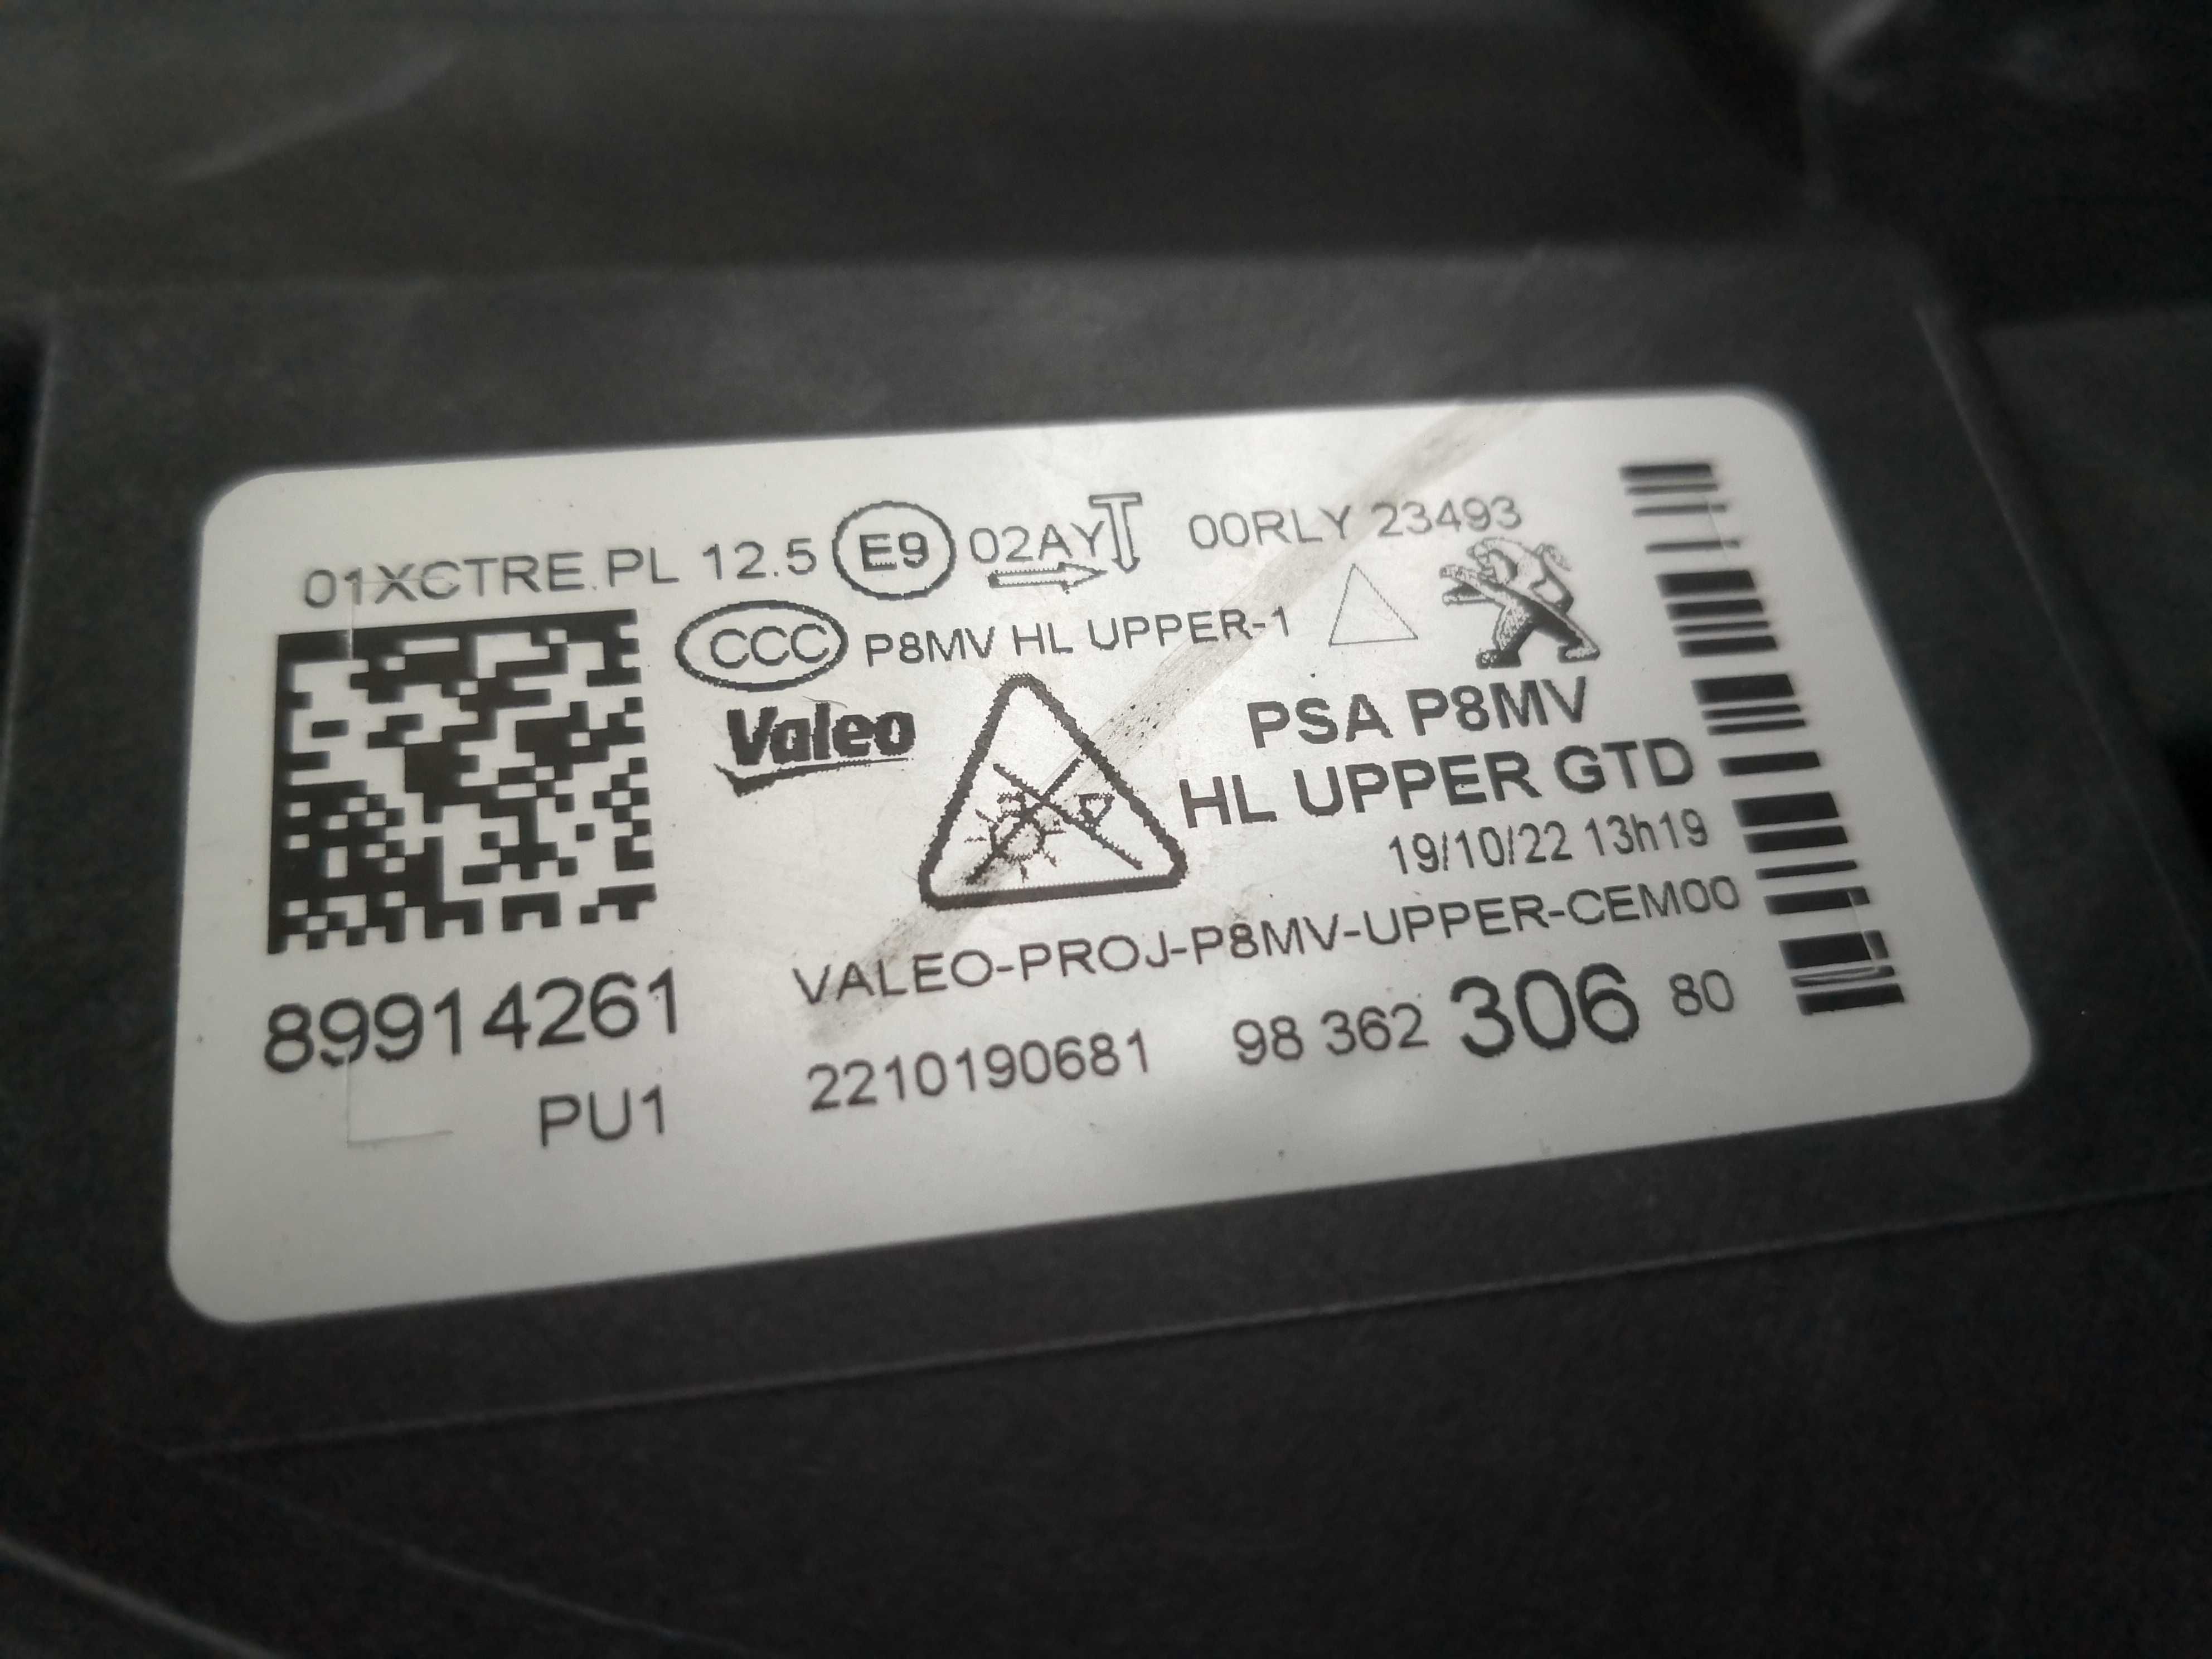 01XCTRE.PL 12.5 E9 02AY 00RLY 23493
CCC P8MV HL UPPER-1
Valeo
PSA P8MV
HL UPPER GTD
19/10/22 13h19
VALEO-PROJ-P8MV-UPPER-CEM00
89914261
2210190681 98 362 306 80
PU1